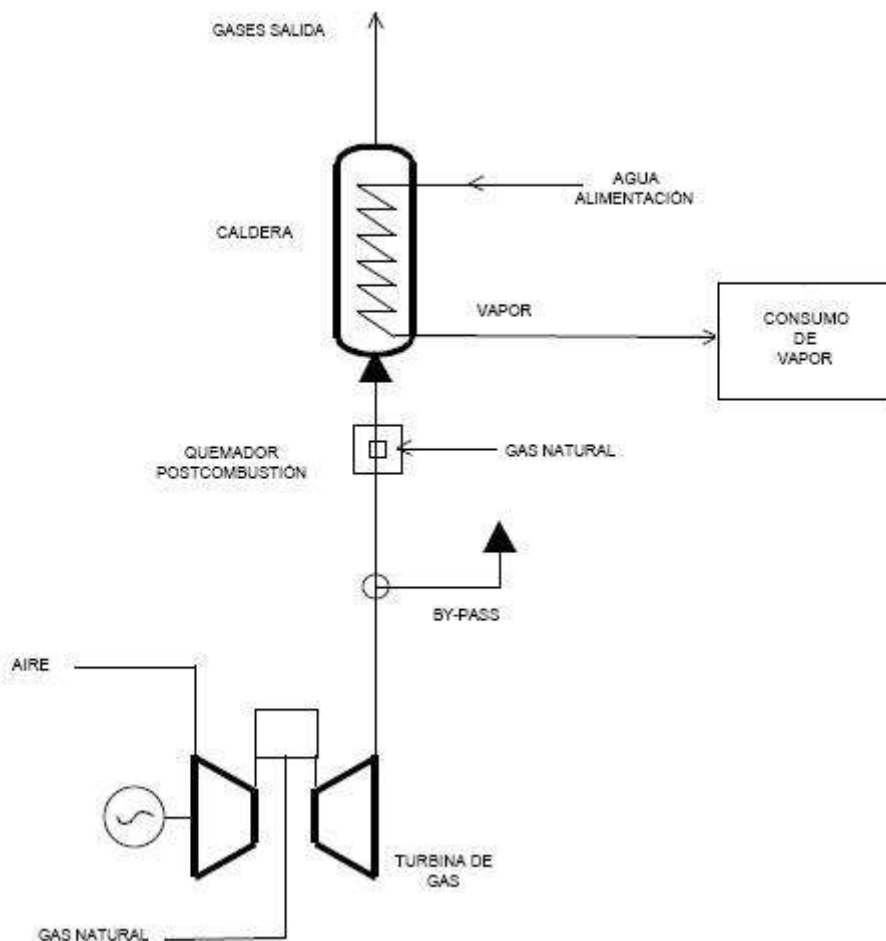 GASES SALIDA
AGUA
ALIMENTACIÓN
CALDERA
VAPOR
CONSUMO
DE
VAPOR
QUEMADOR
POSTCOMBUSTIÓN
GAS NATURAL
BY-PASS
AIRE
TURBINA DE
GAS
GAS NATURAL